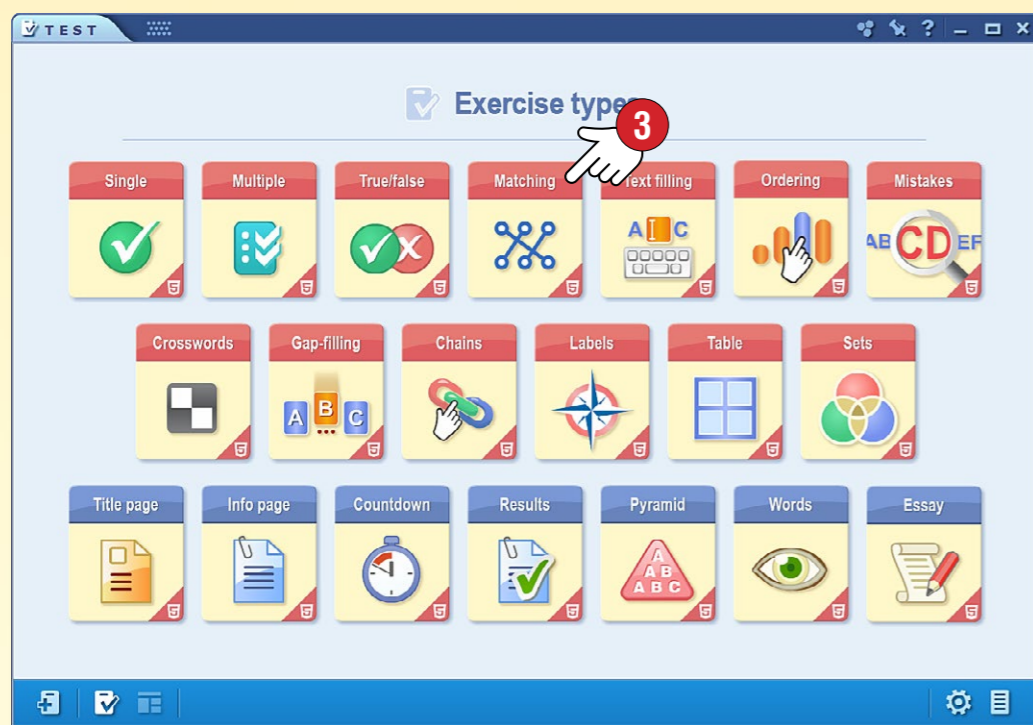 TEST
?
Exercise types
3
Single Multiple True/false Matching Text filling Ordering Mistakes
A C
AB CD EF
Crosswords Gap-filling Chains Labels Table Sets
A B C
Title page Info page Countdown Results Pyramid Words Essay
A
A B
A B C